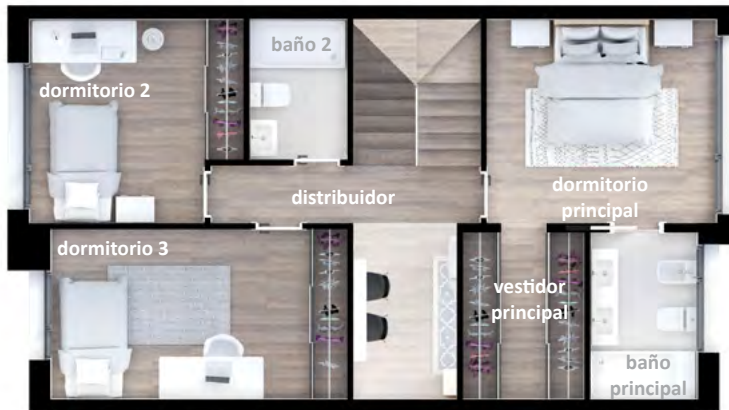 baño 2
dormitorio 2
distribuidor
dormitorio
principal
dormitorio 3
vestidor
principal
baño
principal